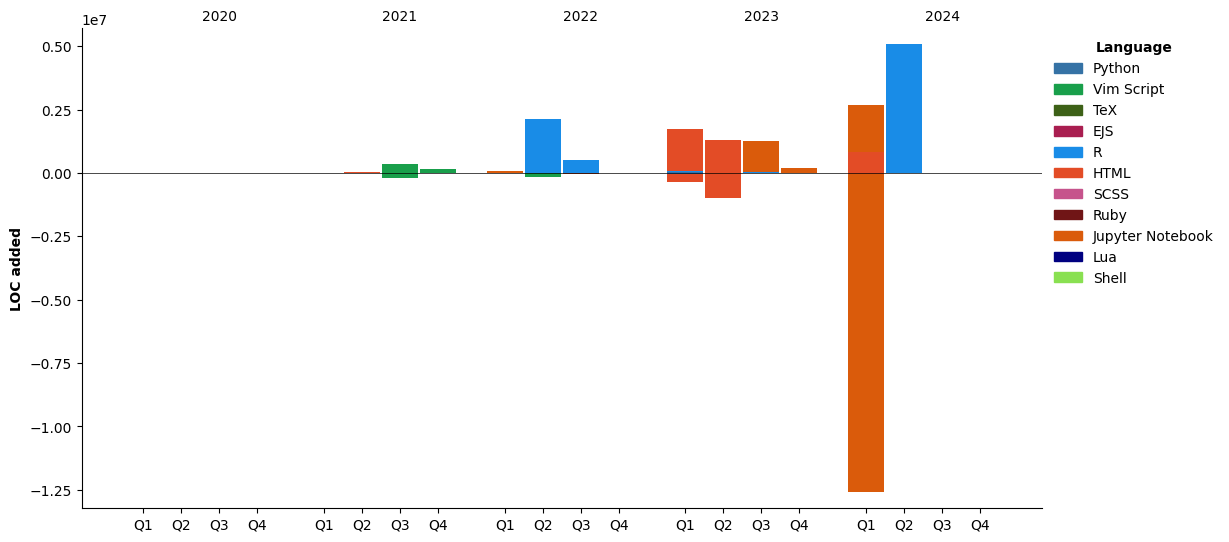 2020 2021 2022 2023 2024
1e7
Language
Python
Vim Script
TeX
EJS
R
HTML
SCSS
Ruby
Jupyter Notebook
Lua
Shell
LOC added
0.50
0.25
0.00
−0.25
−0.50
−0.75
−1.00
−1.25
Q1 Q2 Q3 Q4 Q1 Q2 Q3 Q4 Q1 Q2 Q3 Q4 Q1 Q2 Q3 Q4 Q1 Q2 Q3 Q4